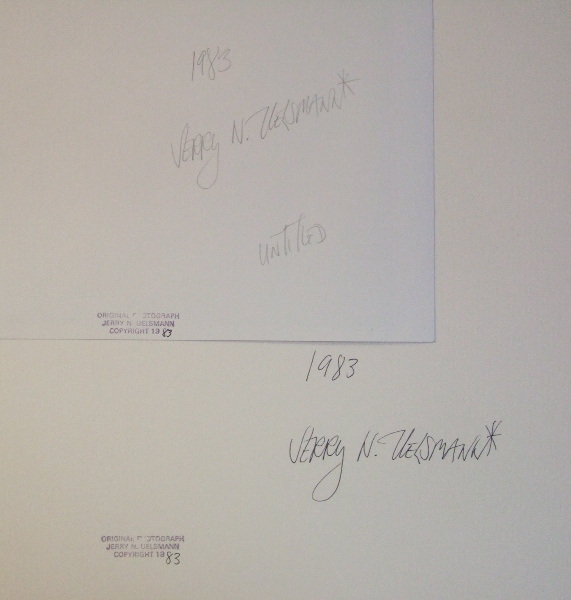 1983
JERRY N. UELSMANN*
UNTITLED
ORIGINAL PHOTOGRAPH
JERRY N. UELSMANN
COPYRIGHT 1983
1983
JERRY N. UELSMANN*
ORIGINAL PHOTOGRAPH
JERRY N. UELSMANN
COPYRIGHT 1983